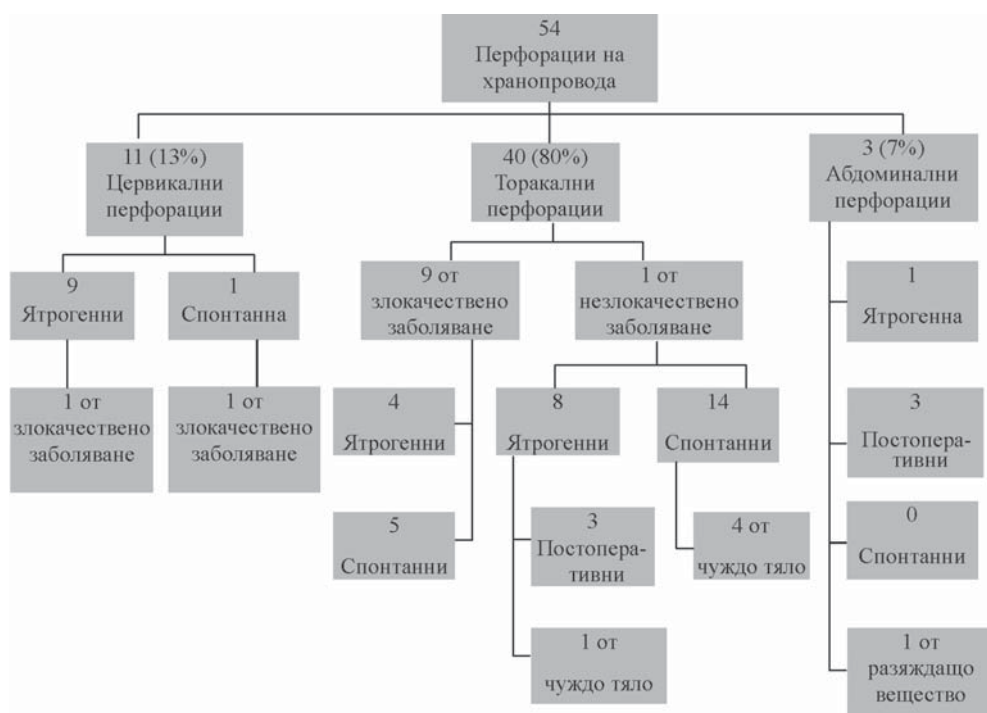 54
Перфорации на
хранопровода
11 (13%)
Цервикални
перфорации
40 (80%)
Торакални
перфорации
3 (7%)
Абдоминални
перфорации
9
Ятрогенни
1
Спонтанна
9 от
злокачествено
заболяване
1 от
незлокачествено
заболяване
1
Ятрогенна
1 от
злокачествено
заболяване
1 от
злокачествено
заболяване
4
Ятрогенни
8
Ятрогенни
14
Спонтанни
3
Постопера-
тивни
5
Спонтанни
3
Постопера-
тивни
4 от
чуждо тяло
0
Спонтанни
1 от
чуждо тяло
1 от
разяждащо
вещество